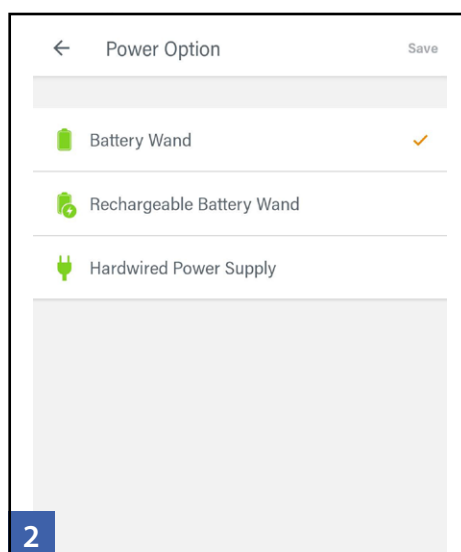 Power Option Save
Battery Wand
Rechargeable Battery Wand
Hardwired Power Supply
2